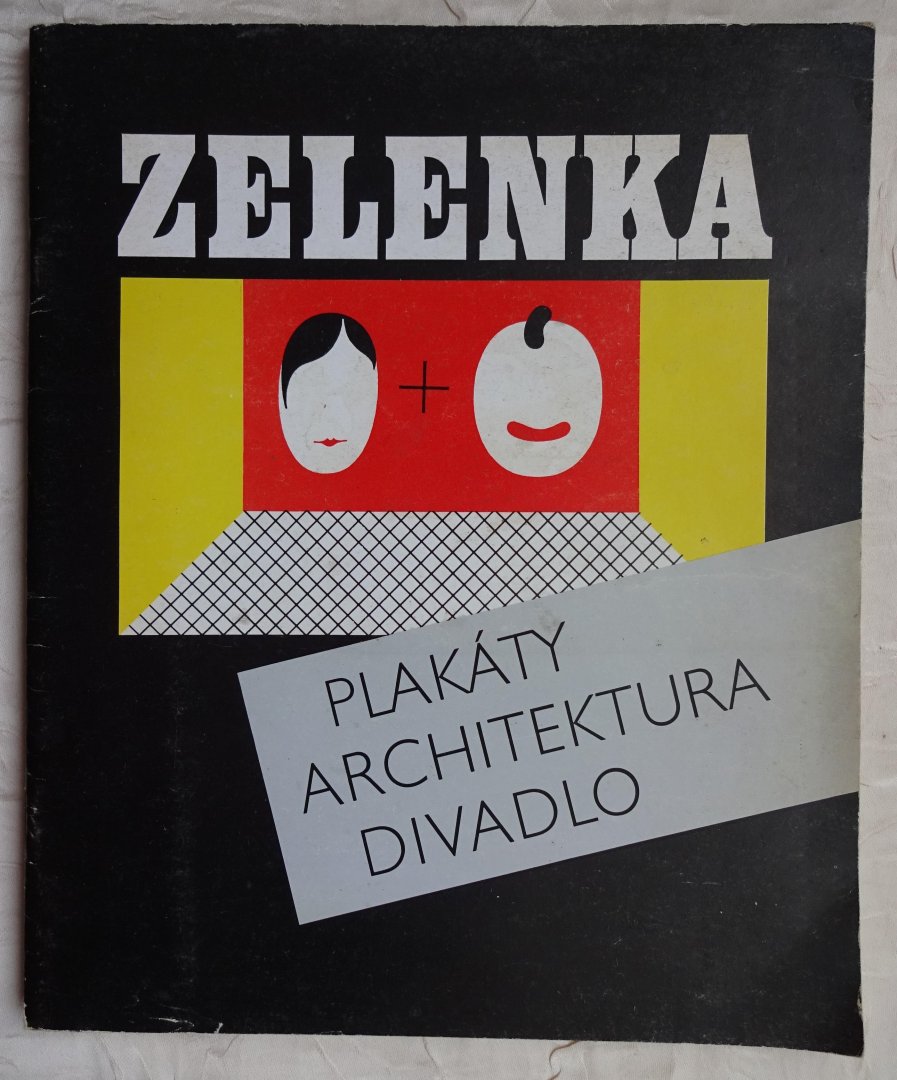 ZELENKA
PLAKÁTY
ARCHITEKTURA
DIVADLO